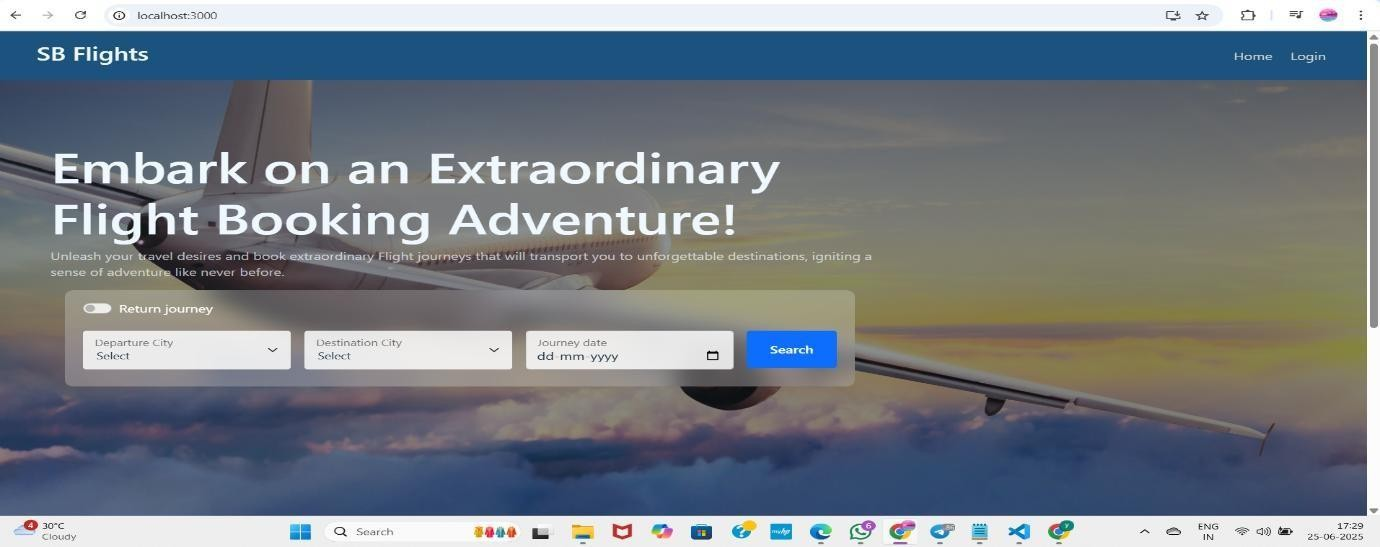 localhost:3000
SB Flights
Home Login
Embark on an Extraordinary
Flight Booking Adventure!
Unleash your travel desires and book extraordinary Flight journeys that will transport you to unforgettable destinations, igniting a
sense of adventure like never before.
Return journey
Departure City
Select
Destination City
Select
Journey date
dd-mm-yyyy
Search
4
30°C
Cloudy
Search
myhp
6
ENG
IN
17:29
25-06-2025